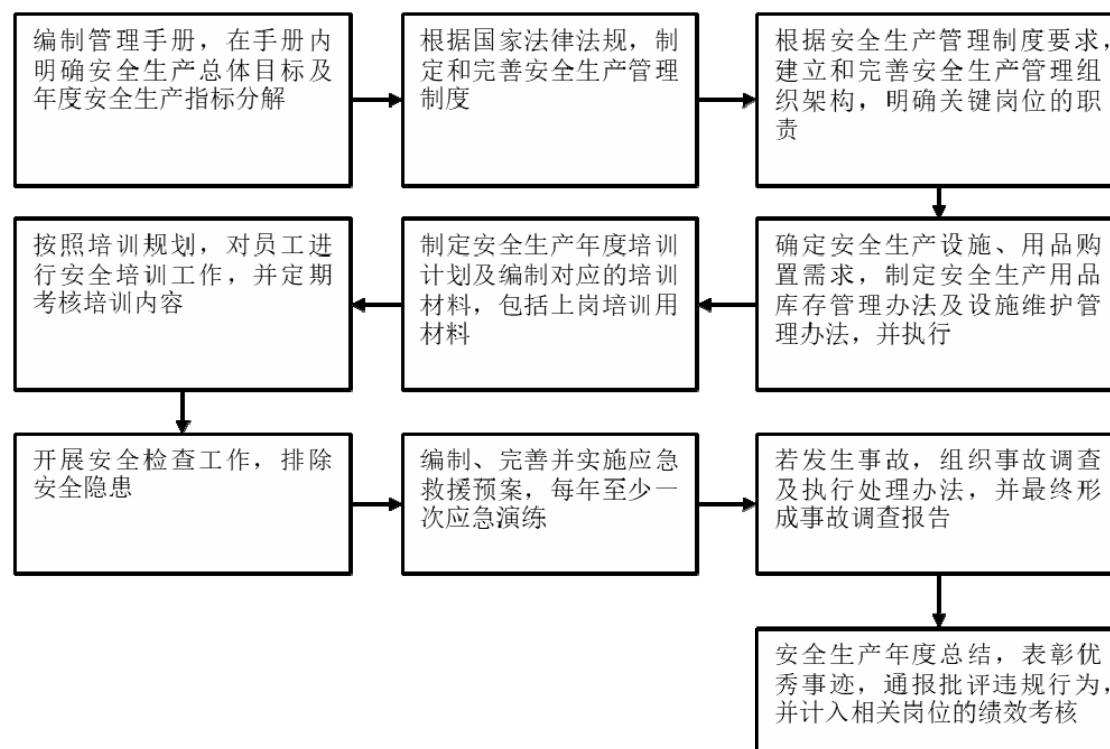 编制管理手册，在手册内
明确安全生产总体目标及
年度安全生产指标分解
根据国家法律法规，制
定和完善安全生产管理
制度
根据安全生产管理制度要求，
建立和完善安全生产管理组
织架构，明确关键岗位的职
责
确定安全生产设施、用品购
置需求，制定安全生产用品
库存管理办法及设施维护管
理办法，并执行
制定安全生产年度培训
计划及编制对应的培训
材料，包括上岗培训用
材料
按照培训规划，对员工进
行安全培训工作，并定期
考核培训内容
开展安全检查工作，排除
安全隐患
编制、完善并实施应急
救援预案，每年至少一
次应急演练
若发生事故，组织事故调查
及执行处理办法，并最终形
成事故调查报告
安全生产年度总结，表彰优
秀事迹，通报批评违规行为，
并计入相关岗位的绩效考核